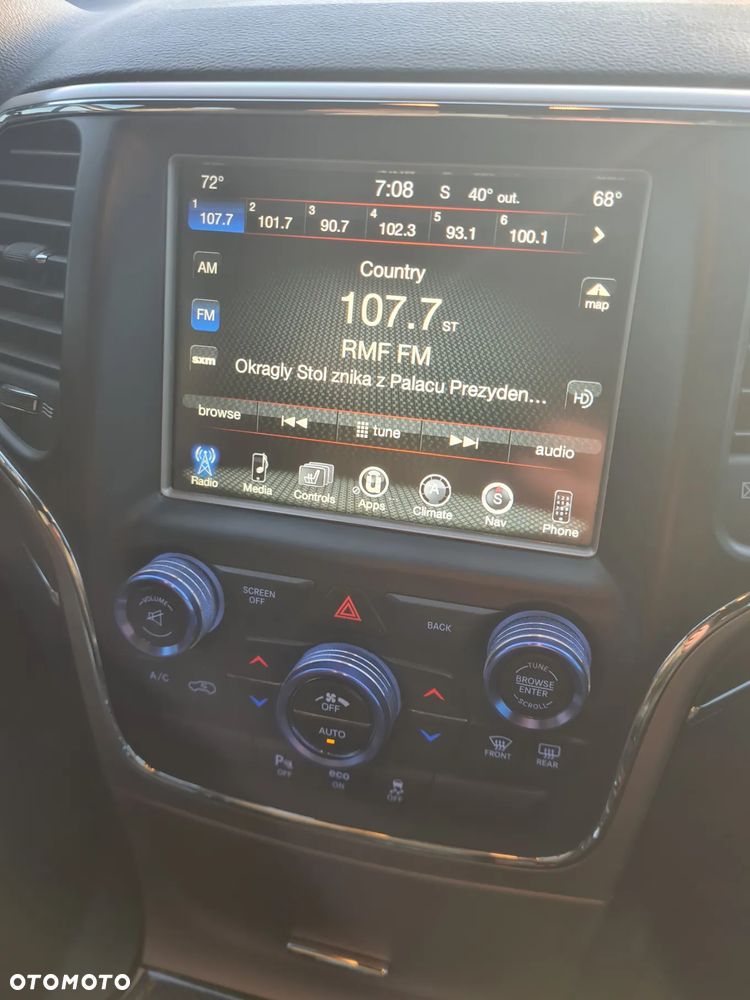 72° 7:08 S 40° out. 68°
1 107.7 2 101.7 3 90.7 4 102.3 5 93.1 6 100.1
AM
Country
map
FM
107.7 ST
RMF FM
sxm
Okragly Stol znika z Palacu Prezyden...
HD
browse tune audio
Radio Media Controls Apps Climate Nav Phone
VOLUME
SCREEN OFF
BACK
TUNE
BROWSE
ENTER
SCROLL
A/C
OFF
AUTO
FRONT REAR
P OFF
eco ON
OFF
OTOMOTO